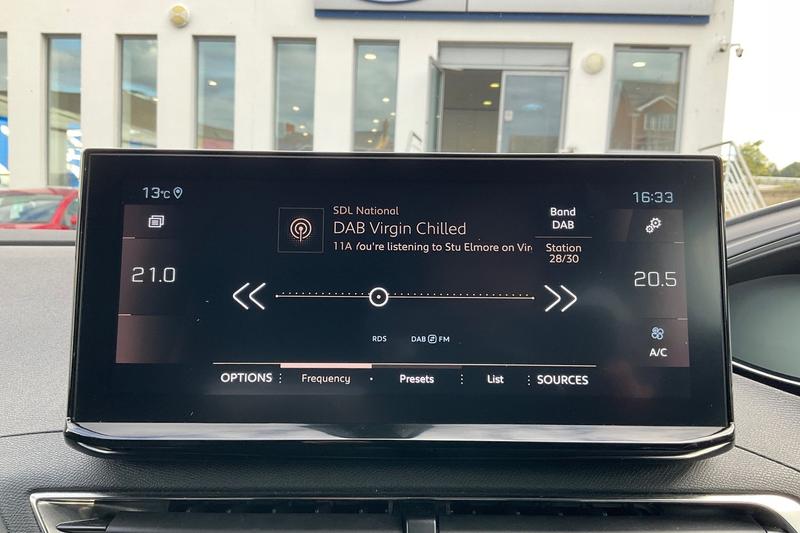 13°C
16:33
SDL National
DAB Virgin Chilled
11A You're listening to Stu Elmore on Vir
Band
DAB
Station
28/30
21.0
20.5
RDS
DAB FM
A/C
OPTIONS
Frequency
Presets
List
SOURCES